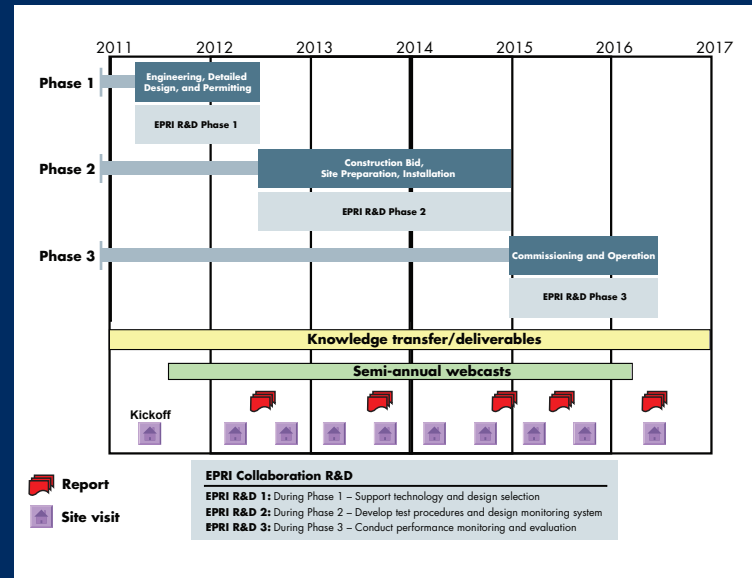 2011 2012 2013 2014 2015 2016 2017
Phase 1
Engineering, Detailed
Design, and Permitting
EPRI R&D Phase 1
Phase 2
Construction Bid,
Site Preparation, Installation
EPRI R&D Phase 2
Phase 3
Commissioning and Operation
EPRI R&D Phase 3
Knowledge transfer/deliverables
Semi-annual webcasts
Kickoff
Report
Site visit
EPRI Collaboration R&D
EPRI R&D 1: During Phase 1 – Support technology and design selection
EPRI R&D 2: During Phase 2 – Develop test procedures and design monitoring system
EPRI R&D 3: During Phase 3 – Conduct performance monitoring and evaluation